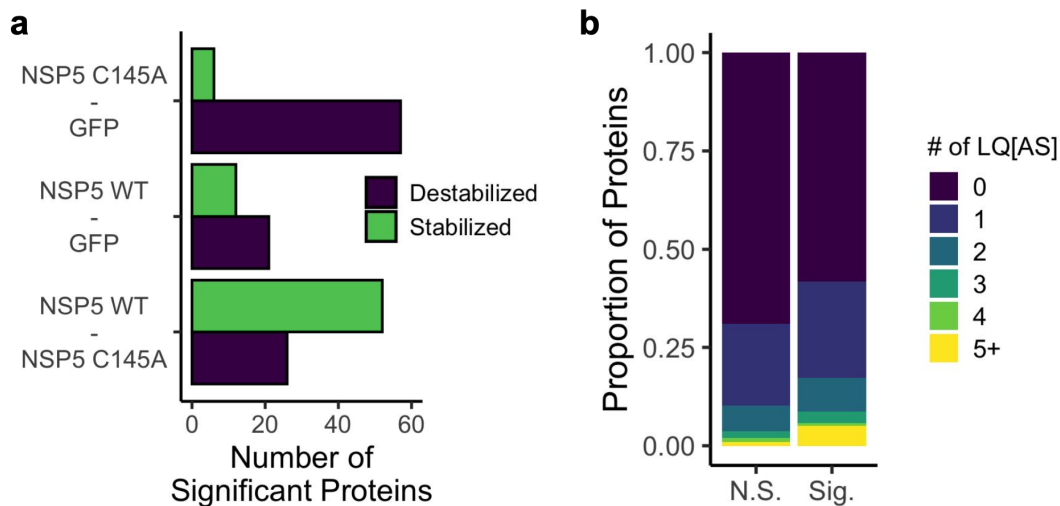 a
NSP5 C145A
-
GFP
NSP5 WT
-
GFP
NSP5 WT
-
NSP5 C145A
Destabilized
Stabilized
0 20 40 60
Number of
Significant Proteins
b
Proportion of Proteins
1.00
0.75
0.50
0.25
0.00
N.S. Sig.
# of LQ[AS]
0
1
2
3
4
5+